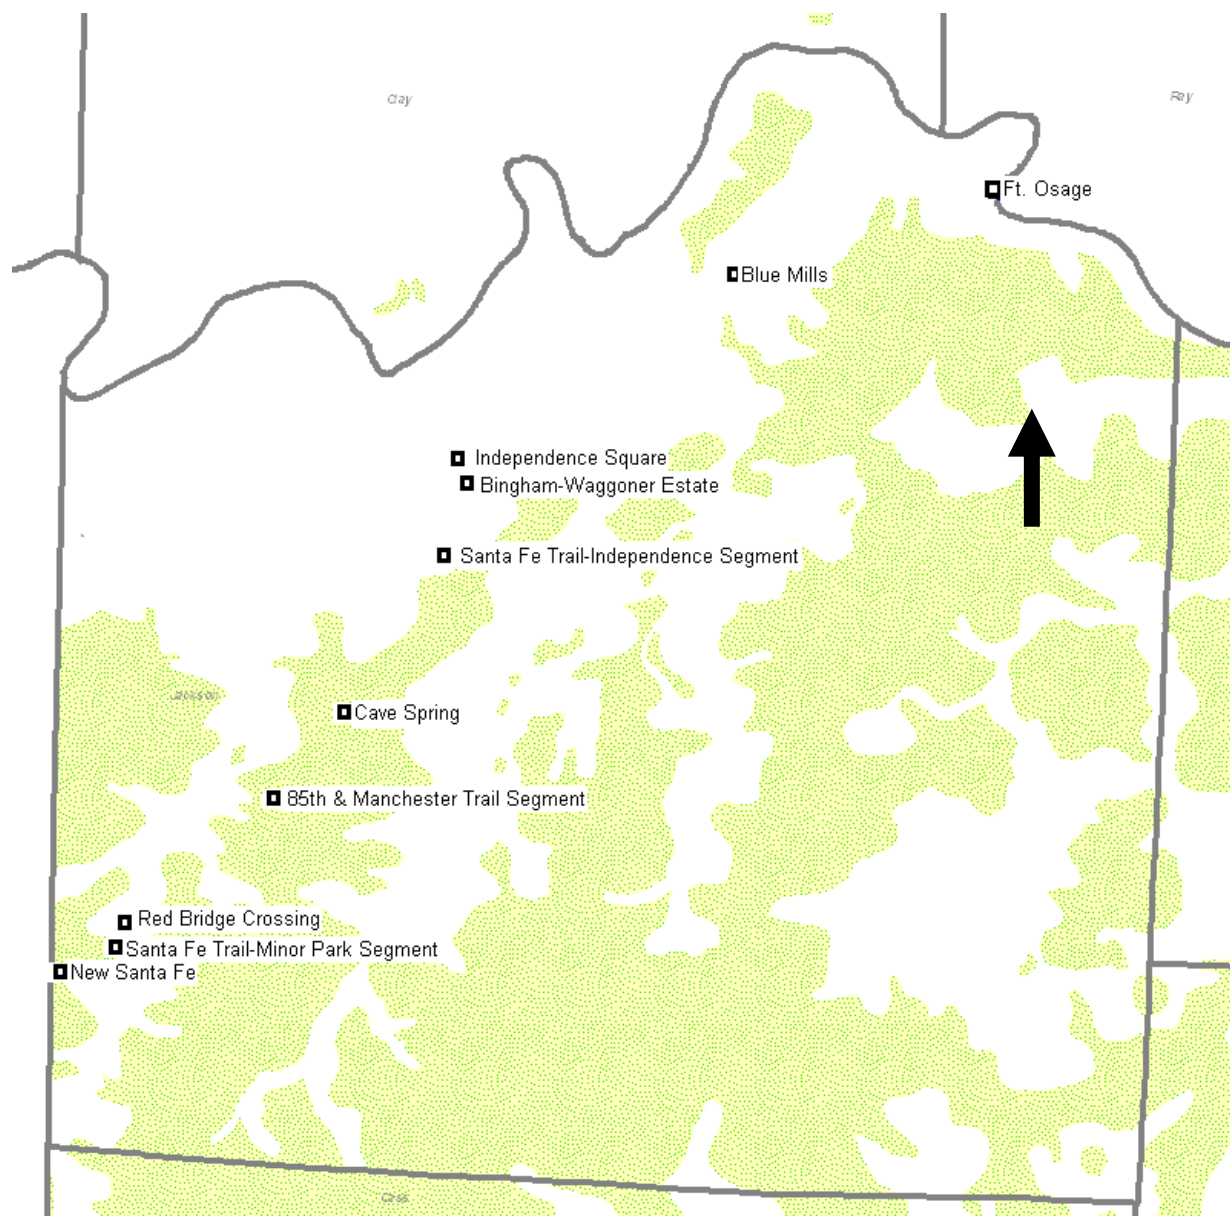 Clay
Ray
Ft. Osage
Blue Mills
Independence Square
Bingham-Waggoner Estate
Santa Fe Trail-Independence Segment
Jackson
Cave Spring
85th & Manchester Trail Segment
Red Bridge Crossing
Santa Fe Trail-Minor Park Segment
New Santa Fe
Cass